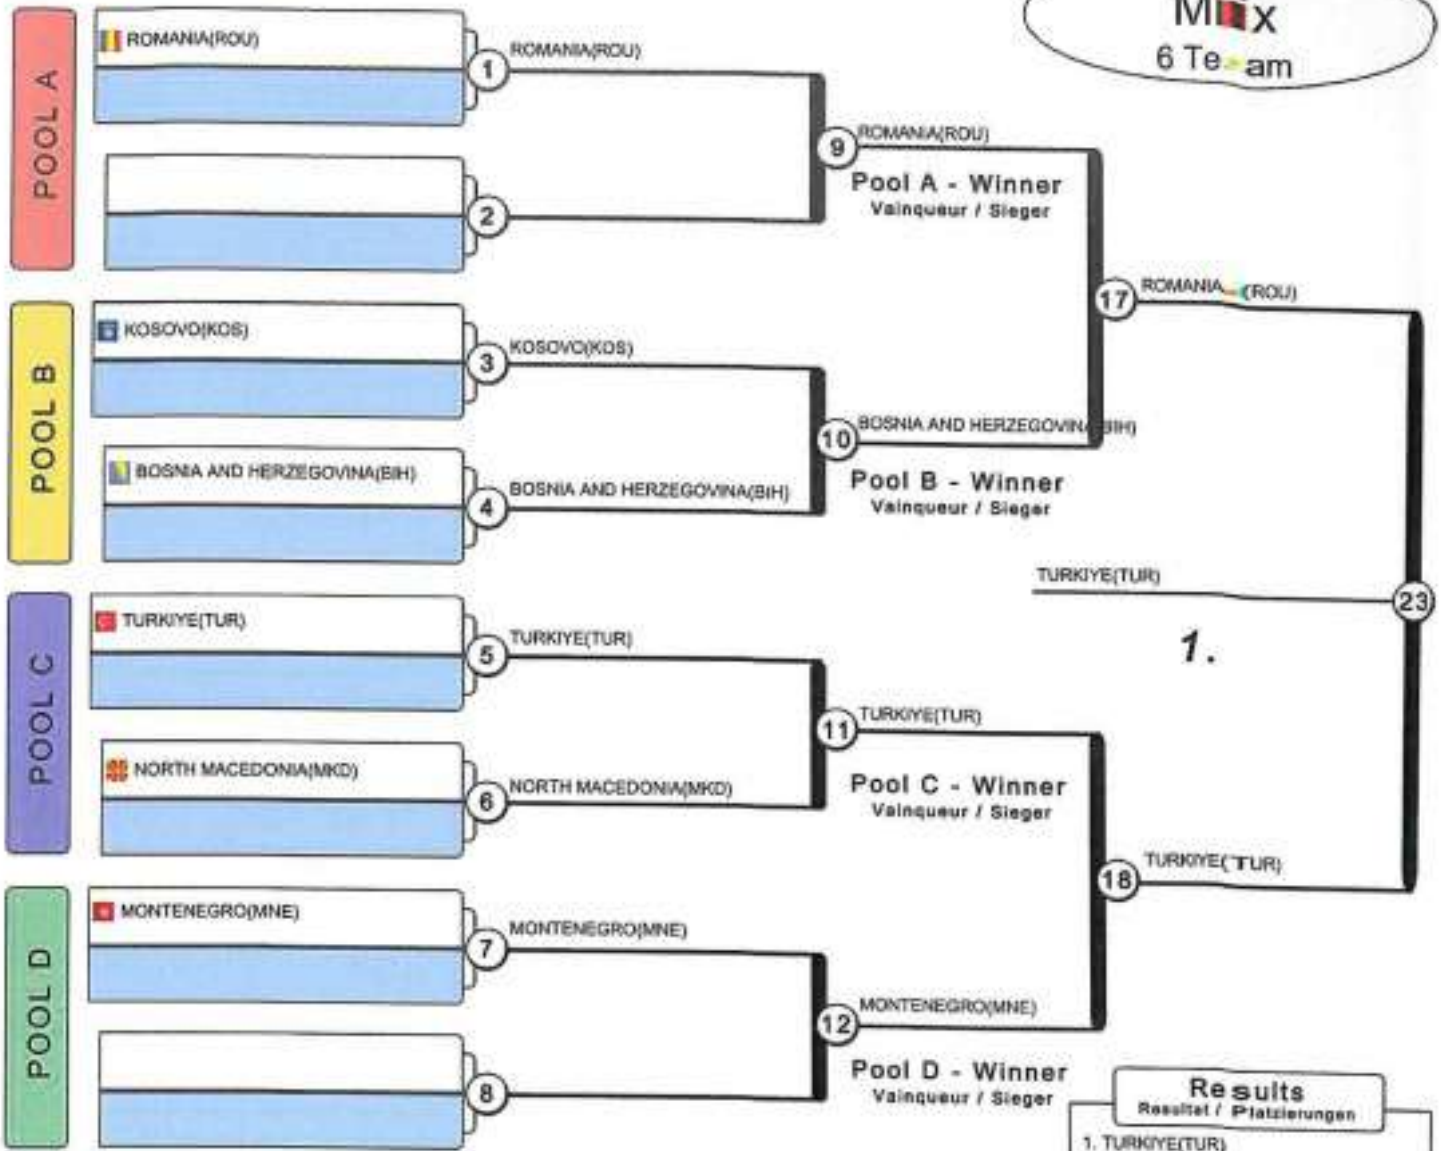 Mix
6 Team
POOL A
ROMANIA(ROU)
1
ROMANIA(ROU)
2
9
ROMANIA(ROU)
Pool A - Winner
Vainqueur / Sieger
POOL B
KOSOVO(KOS)
3
KOSOVO(KOS)
BOSNIA AND HERZEGOVINA(BIH)
4
BOSNIA AND HERZEGOVINA(BIH)
10
BOSNIA AND HERZEGOVINA(BIH)
Pool B - Winner
Vainqueur / Sieger
17
ROMANIA (ROU)
POOL C
TURKIYE(TUR)
5
TURKIYE(TUR)
NORTH MACEDONIA(MKD)
6
NORTH MACEDONIA(MKD)
11
TURKIYE(TUR)
Pool C - Winner
Vainqueur / Sieger
POOL D
MONTENEGRO(MNE)
7
MONTENEGRO(MNE)
8
12
MONTENEGRO(MNE)
Pool D - Winner
Vainqueur / Sieger
18
TURKIYE(TUR)
TURKIYE(TUR)
23
1.
Results
Resultat / Platzierungen
1. TURKIYE(TUR)